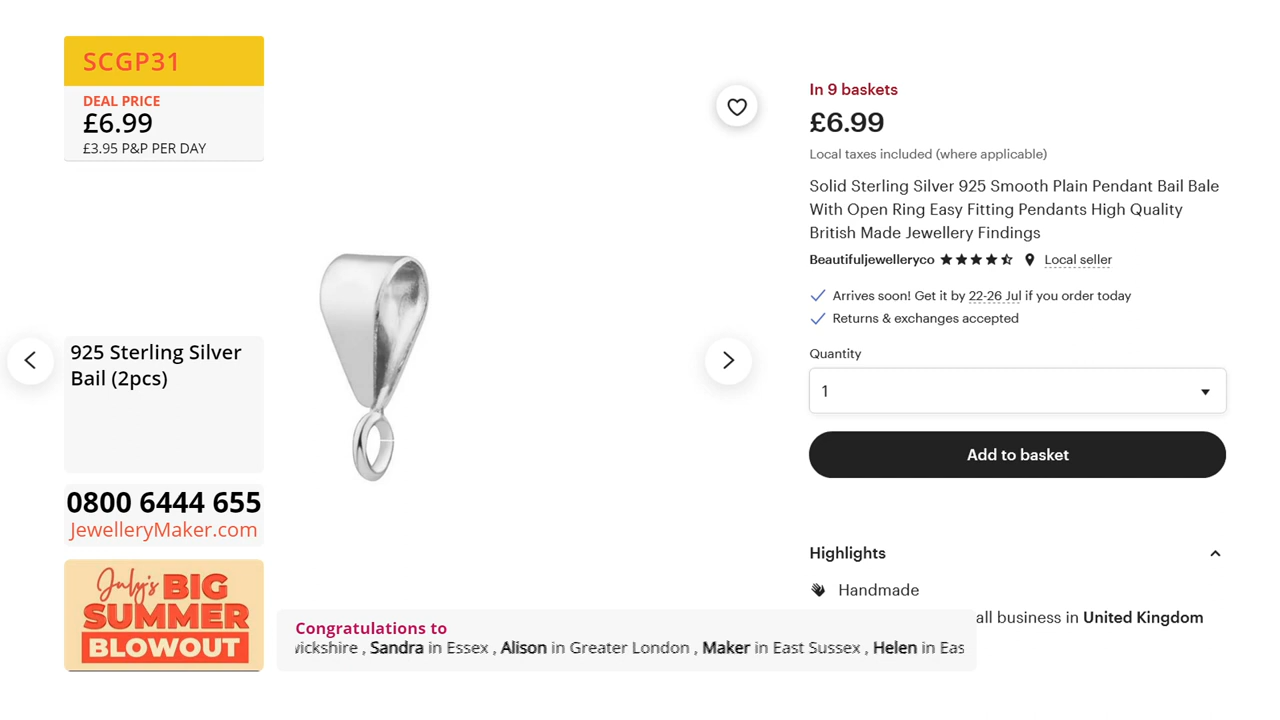 SCGP31
DEAL PRICE
£6.99
£3.95 P&P PER DAY
925 Sterling Silver
Bail (2pcs)
0800 6444 655
JewelleryMaker.com
July's BIG
SUMMER
BLOWOUT
In 9 baskets
£6.99
Local taxes included (where applicable)
Solid Sterling Silver 925 Smooth Plain Pendant Bail Bale
With Open Ring Easy Fitting Pendants High Quality
British Made Jewellery Findings
Beautifuljewelleryco Local seller
Arrives soon! Get it by 22-26 Jul if you order today
Returns & exchanges accepted
Quantity
1
Add to basket
Highlights
Handmade
all business in United Kingdom
Congratulations to
, Sandra in Essex , Alison in Greater London , Maker in East Sussex , Helen in